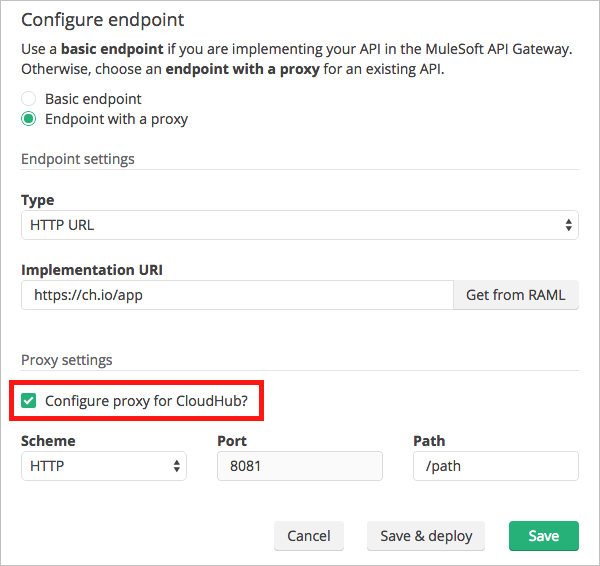 Configure endpoint
Use a basic endpoint if you are implementing your API in the MuleSoft API Gateway.
Otherwise, choose an endpoint with a proxy for an existing API.
Basic endpoint
Endpoint with a proxy
Endpoint settings
Type
HTTP URL
Implementation URI
https://ch.io/app Get from RAML
Proxy settings
Configure proxy for CloudHub?
Scheme Port Path
HTTP 8081 /path
Cancel Save & deploy Save